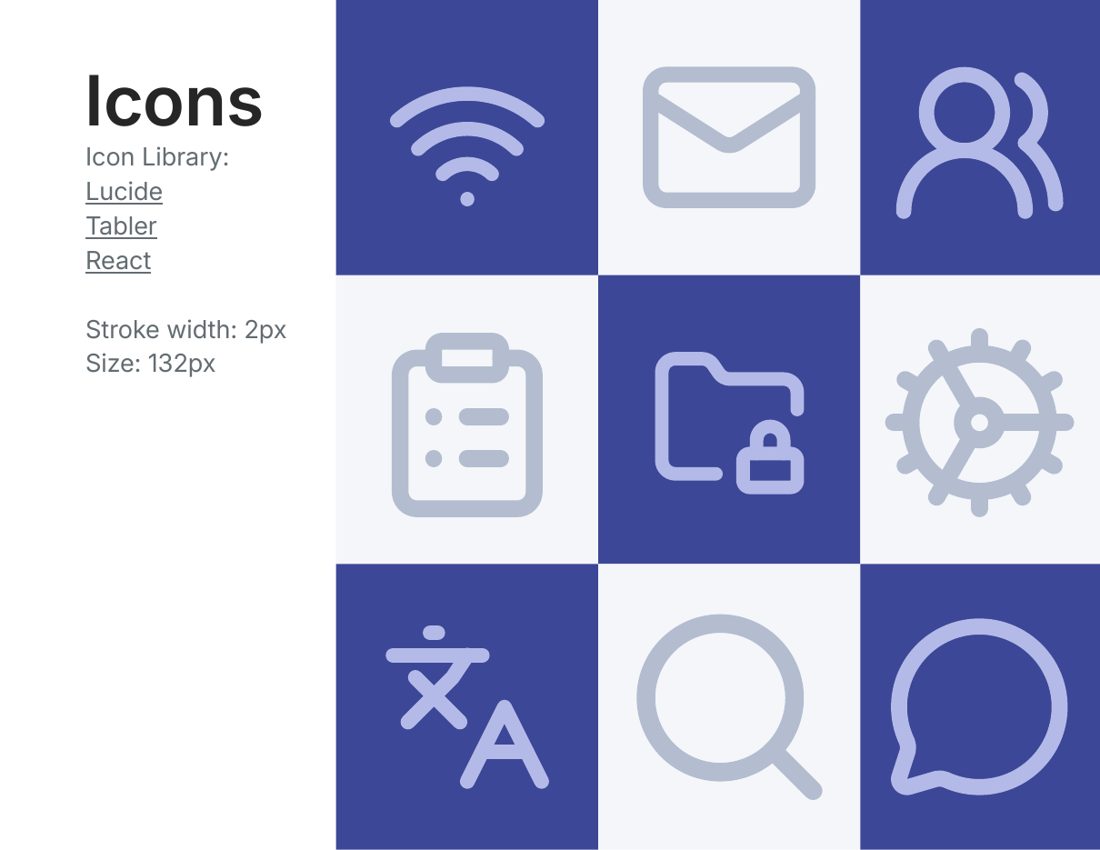 Icons
Icon Library:
Lucide
Tabler
React
Stroke width: 2px
Size: 132px